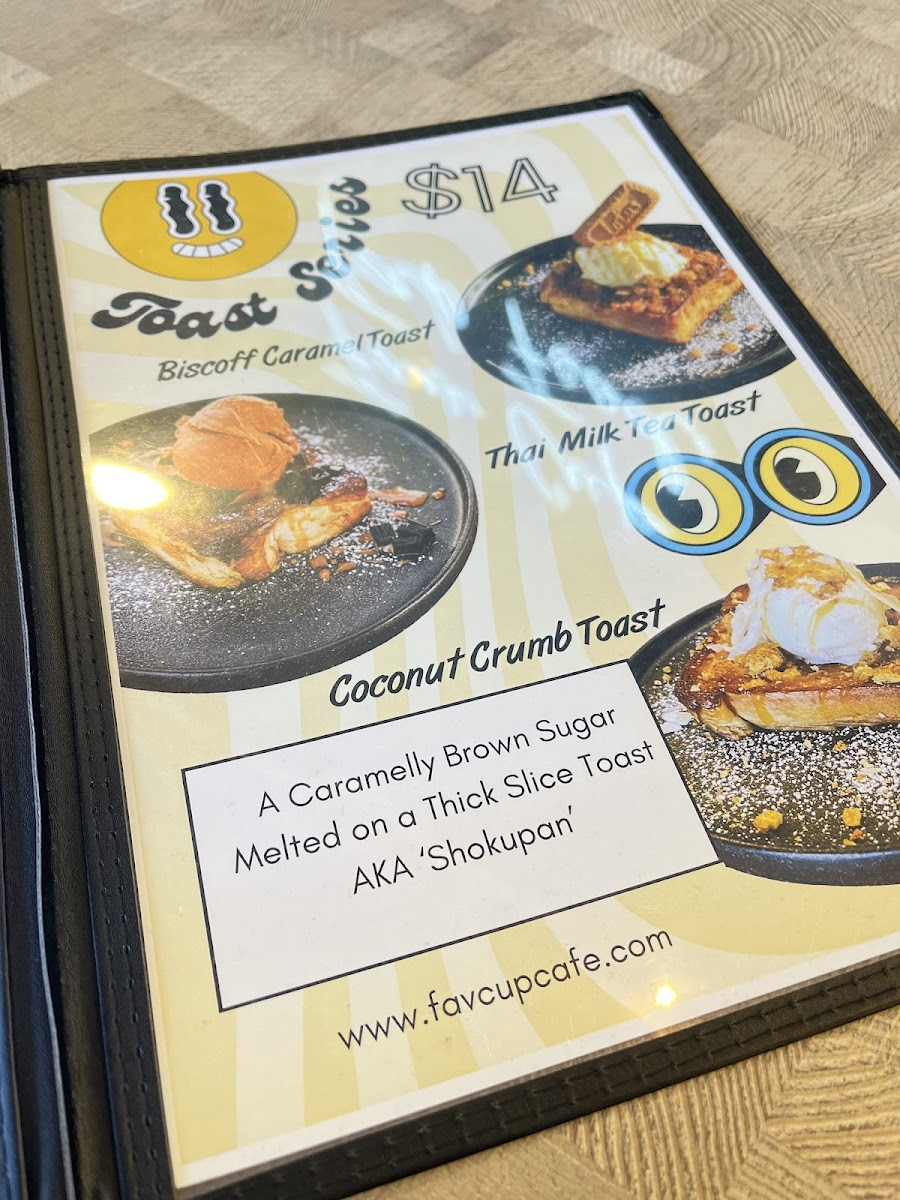 $14
Toast Series
Lotus
Biscoff Caramel Toast
Thai Milk Tea Toast
Coconut Crumb Toast
A Caramelly Brown Sugar
Melted on a Thick Slice Toast
AKA ‘Shokupan’
www.favcupcafe.com